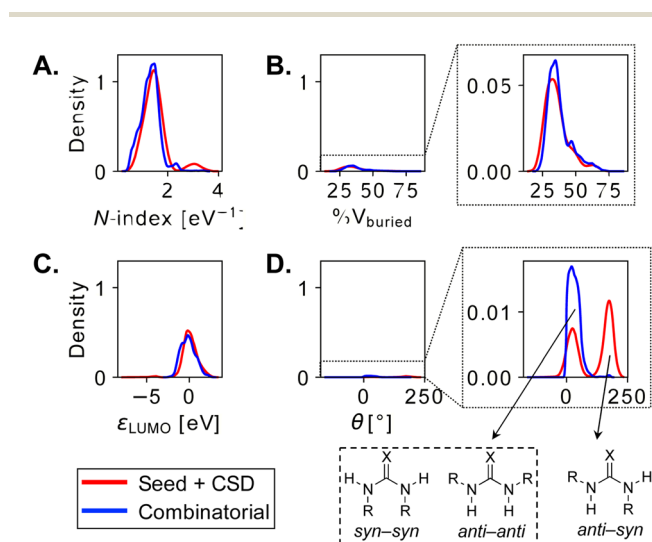 A.
1
0
Density
2
4
N-index [eV⁻¹]
B.
1
0
25 50 75
%V_buried
0.05
0.00
25 50 75
C.
1
0
Density
−5 0
ε_LUMO [eV]
D.
1
0
0 250
θ[°]
0.01
0.00
0 250
Seed + CSD
Combinatorial
X
H N N H
R R
syn–syn
X
R N N R
H H
anti–anti
X
R N N H
H R
anti–syn